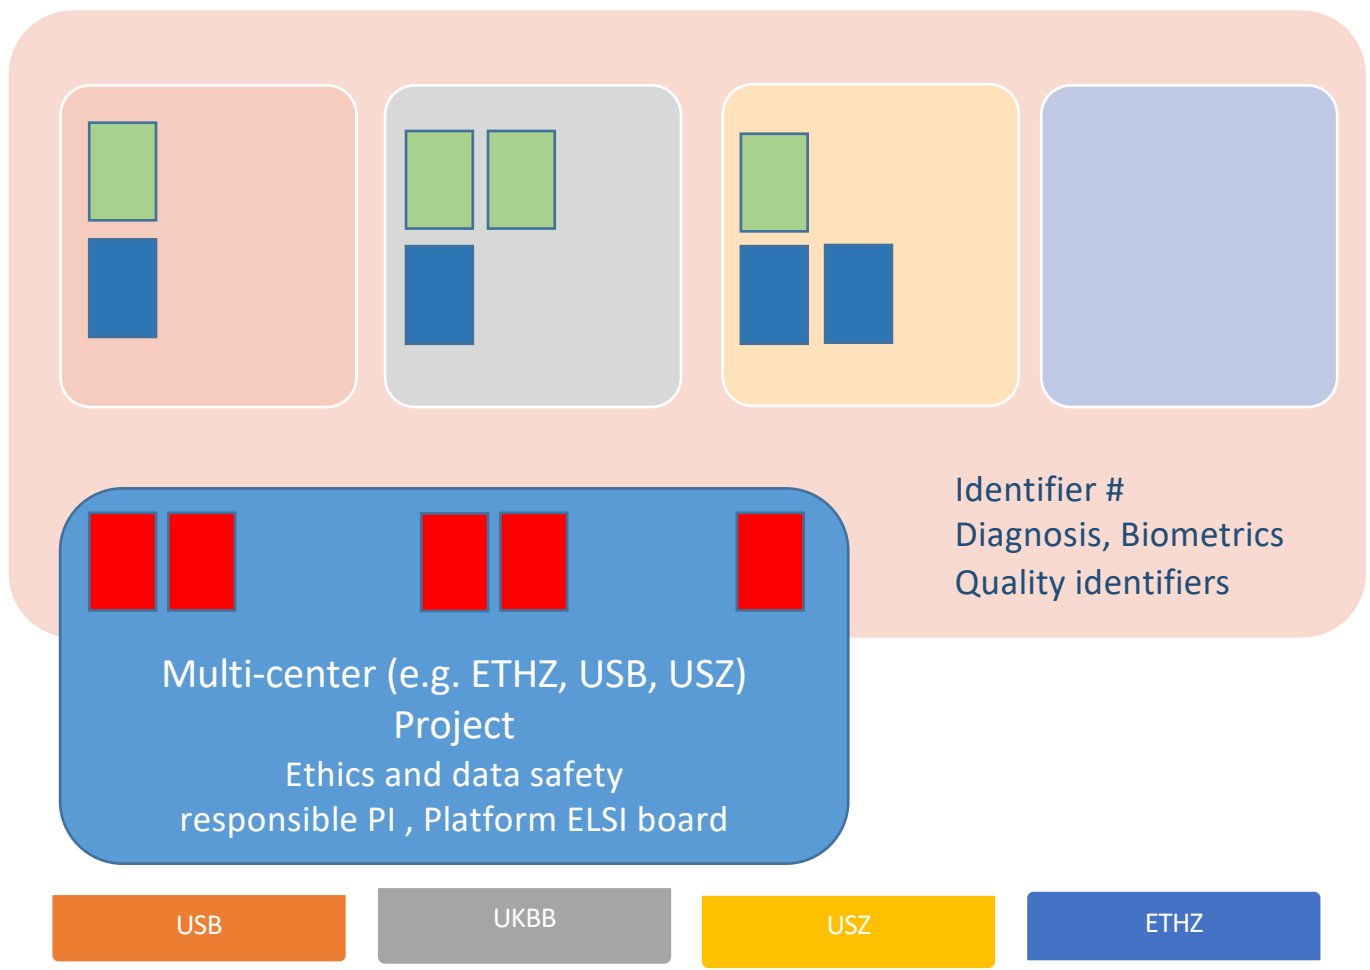 Identifier #
Diagnosis, Biometrics
Quality identifiers
Multi-center (e.g. ETHZ, USB, USZ)
Project
Ethics and data safety
responsible PI , Platform ELSI board
USB
UKBB
USZ
ETHZ